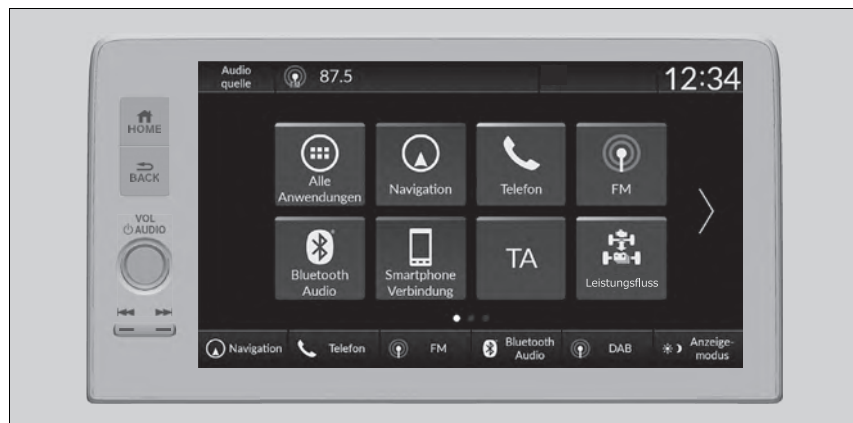 Audio
quelle
87.5
12:34
HOME
BACK
VOL
AUDIO
Alle
Anwendungen
Navigation
Telefon
FM
Bluetooth
Audio
Smartphone
Verbindung
TA
Leistungsfluss
Navigation
Telefon
FM
Bluetooth
Audio
DAB
Anzeige-
modus